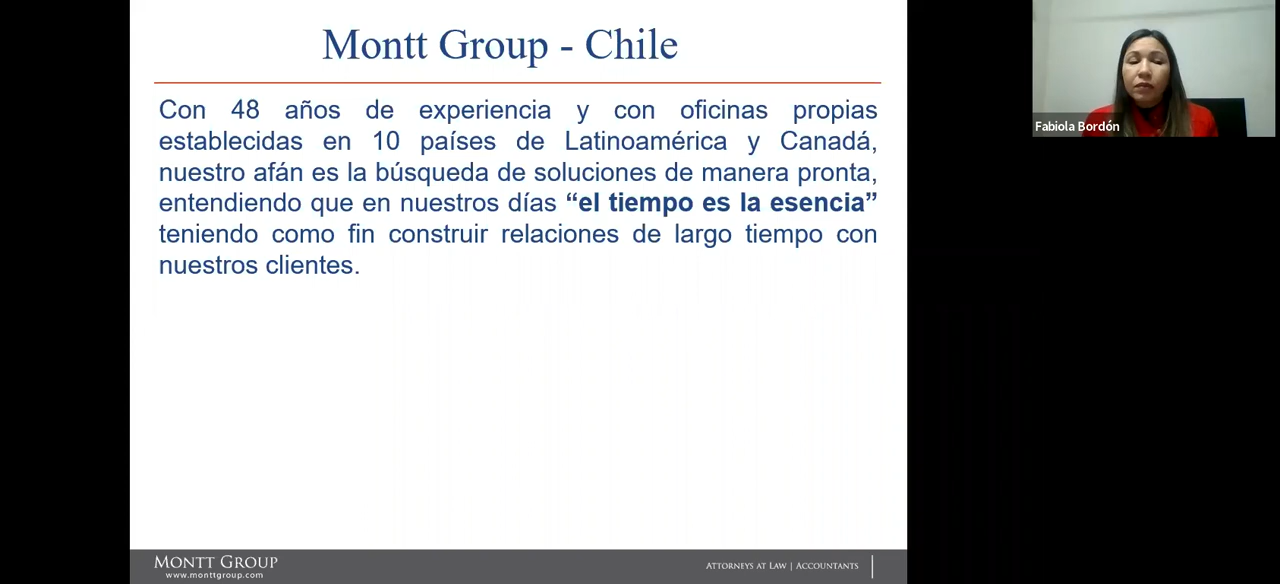 Montt Group - Chile
Con 48 años de experiencia y con oficinas propias
establecidas en 10 países de Latinoamérica y Canadá,
nuestro afán es la búsqueda de soluciones de manera pronta,
entendiendo que en nuestros días “el tiempo es la esencia”
teniendo como fin construir relaciones de largo tiempo con
nuestros clientes.
Fabiola Bordón
MONTT GROUP
www.monttgroup.com
ATTORNEYS AT LAW | ACCOUNTANTS